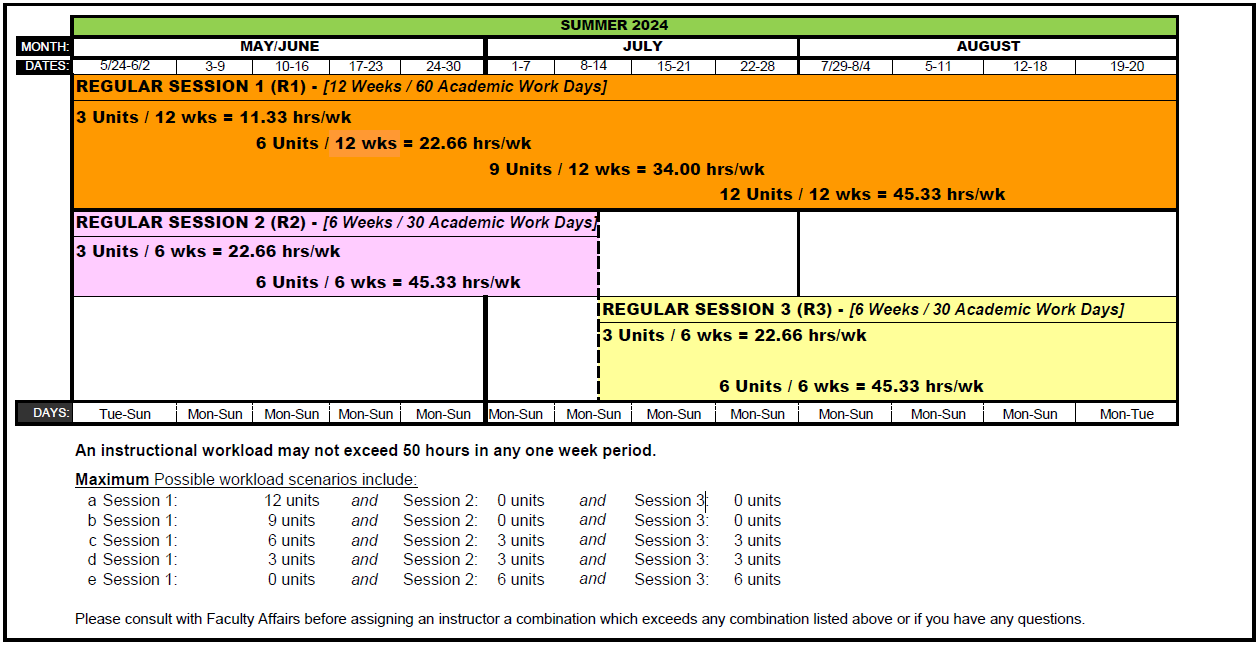 SUMMER 2024
MONTH: MAY/JUNE JULY AUGUST
DATES: 5/24-6/2 3-9 10-16 17-23 24-30 1-7 8-14 15-21 22-28 7/29-8/4 5-11 12-18 19-20
REGULAR SESSION 1 (R1) - [12 Weeks / 60 Academic Work Days]
3 Units / 12 wks = 11.33 hrs/wk
6 Units / 12 wks = 22.66 hrs/wk
9 Units / 12 wks = 34.00 hrs/wk
12 Units / 12 wks = 45.33 hrs/wk
REGULAR SESSION 2 (R2) - [6 Weeks / 30 Academic Work Days]
3 Units / 6 wks = 22.66 hrs/wk
6 Units / 6 wks = 45.33 hrs/wk
REGULAR SESSION 3 (R3) - [6 Weeks / 30 Academic Work Days]
3 Units / 6 wks = 22.66 hrs/wk
6 Units / 6 wks = 45.33 hrs/wk
DAYS: Tue-Sun Mon-Sun Mon-Sun Mon-Sun Mon-Sun Mon-Sun Mon-Sun Mon-Sun Mon-Sun Mon-Sun Mon-Sun Mon-Sun Mon-Tue
An instructional workload may not exceed 50 hours in any one week period.
Maximum Possible workload scenarios include:
a Session 1: 12 units and Session 2: 0 units and Session 3: 0 units
b Session 1: 9 units and Session 2: 0 units and Session 3: 0 units
c Session 1: 6 units and Session 2: 3 units and Session 3: 3 units
d Session 1: 3 units and Session 2: 3 units and Session 3: 3 units
e Session 1: 0 units and Session 2: 6 units and Session 3: 6 units
Please consult with Faculty Affairs before assigning an instructor a combination which exceeds any combination listed above or if you have any questions.